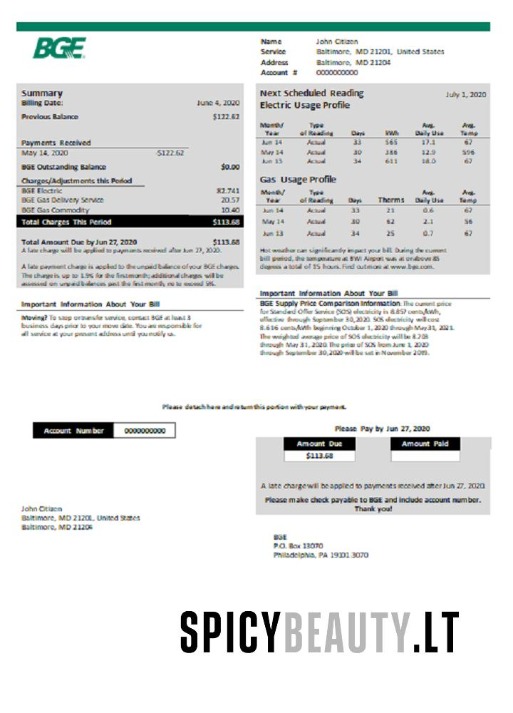 BGE
Name John Citizen
Service Baltimore, MD 21201, United States
Address Baltimore, MD 21204
Account # 0000000000
Summary
Billing Date: June 4, 2020
Previous Balance $122.62
Payments Received
May 14, 2020 -$122.62
BGE Outstanding Balance $0.00
Charges/Adjustments this Period
BGE Electric 82.741
BGE Gas Delivery Service 20.57
BGE Gas Commodity 10.40
Total Charges This Period $113.68
Total Amount Due by Jun 27, 2020 $113.68
A late charge will be applied to payments received after Jun 27, 2020.
A late payment charge is applied to the unpaid balance of your BGE charges.
The charge is up to 1.5% for the first month; additional charges will be
assessed on unpaid balances past the first month, no to exceed 5%.
Important Information About Your Bill
Moving? To stop or transfer service, contact BGE at least 3
business days prior to your move date. You are responsible for
all service at your present address until you notify us.
Next Scheduled Reading July 1, 2020
Electric Usage Profile
Month/ Type Avg. Avg.
Year of Reading Days kWh Daily Use Temp
Jun 14 Actual 33 565 17.1 67
May 14 Actual 30 388 12.9
Jun 13 Actual 34 611 18.0 67
Gas Usage Profile
Month/ Type Avg. Avg.
Year of Reading Days Therms Daily Use Temp
Jun 14 Actual 33 21 0.6 67
May 14 Actual 30 62 2.1 56
Jun 13 Actual 34 25 0.7 67
Hot weather can significantly impact your bill. During the current
bill period, the temperature at BWI Airport was at or above 85
degrees a total of 15 hours. Find out more at www.bge.com.
Important Information About Your Bill
BGE Supply Price Comparison Information. The current price
for Standard Offer Service (SOS) electricity is 8.857 cents/kWh,
effective through September 30, 2020. SOS electricity will cost
8.616 cents/kWh beginning October 1, 2020 through May 31, 2021.
The weighted average price of SOS electricity will be 8.703
through May 31, 2020. The price of SOS from June 1, 2020
through September 30, 2020 will be set in November
Please detach here and return this portion with your payment.
Account Number 0000000000
Please Pay by Jun 27, 2020
Amount Due Amount Paid
$113.68
A late charge will be applied to payments received after Jun 27, 2020.
Please make check payable to BGE and include account number.
Thank you!
John Citizen
Baltimore, MD 21201, United States
Baltimore, MD 21204
BGE
P.O. Box 13070
Philadelphia, PA 19101-3070
SPICYBEAUTY.LT